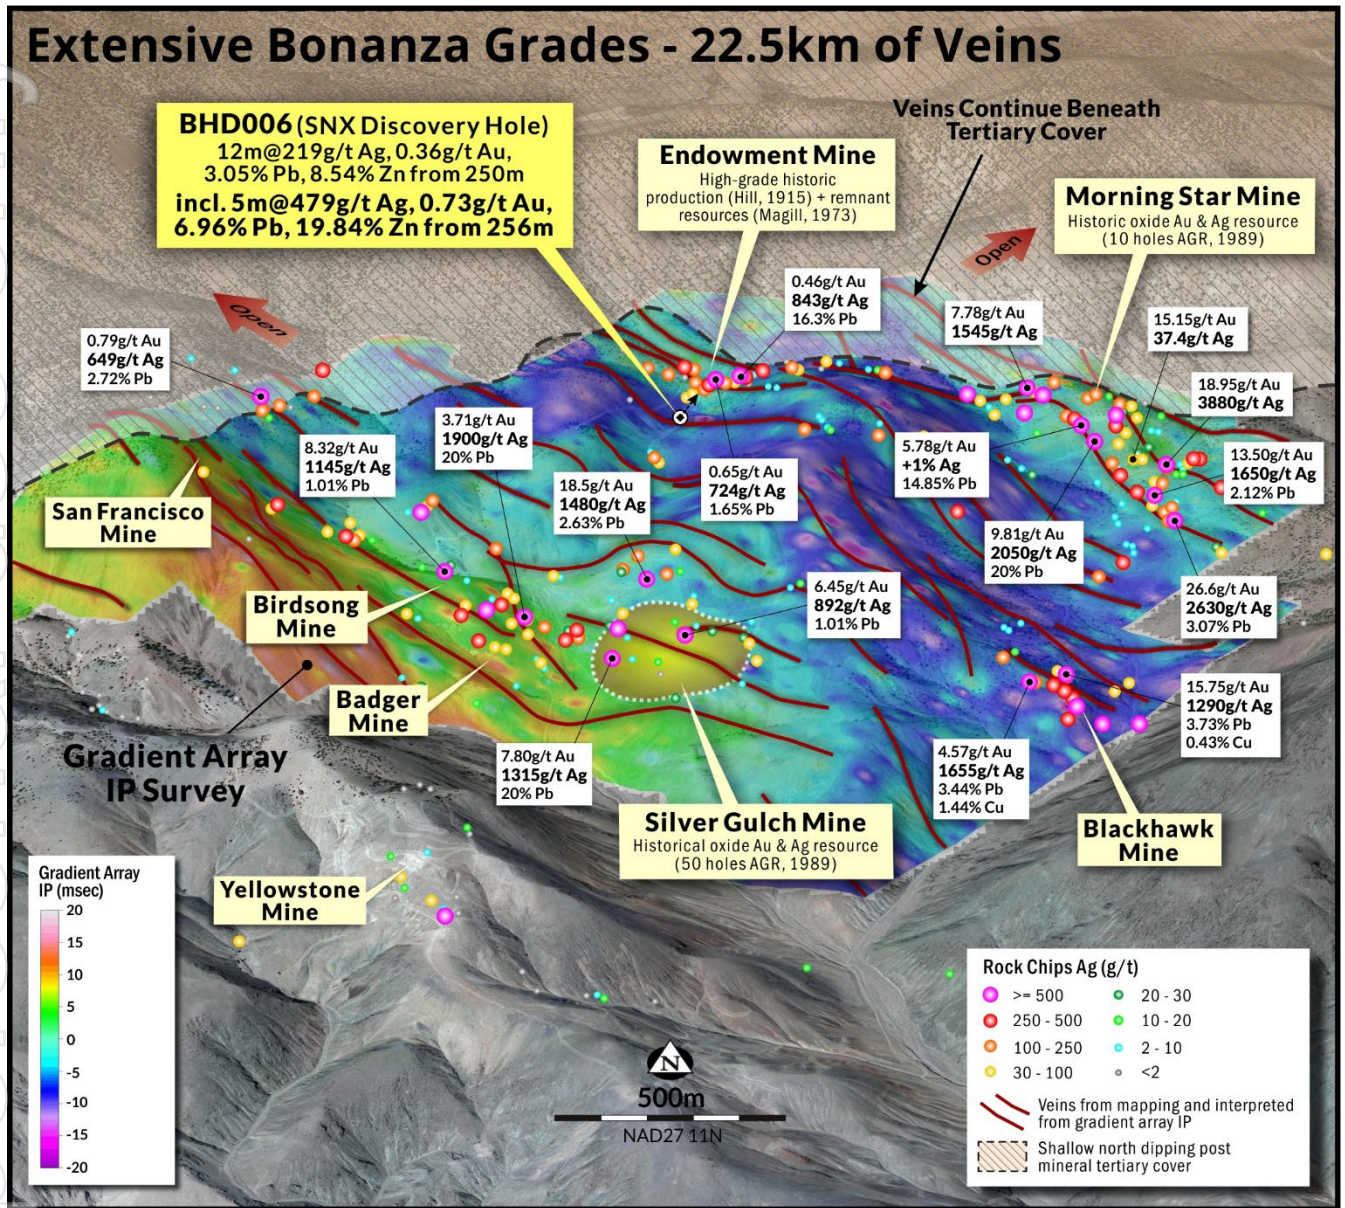 Extensive Bonanza Grades - 22.5km of Veins
BHD006 (SNX Discovery Hole)
12m@219g/t Ag, 0.36g/t Au,
3.05% Pb, 8.54% Zn from 250m
incl. 5m@479g/t Ag, 0.73g/t Au,
6.96% Pb, 19.84% Zn from 256m
Endowment Mine
High-grade historic
production (Hill, 1915) + remnant
resources (Magill, 1973)
Veins Continue Beneath
Tertiary Cover
Morning Star Mine
Historic oxide Au & Ag resource
(10 holes AGR, 1989)
Open
Open
0.79g/t Au
649g/t Ag
2.72% Pb
0.46g/t Au
843g/t Ag
16.3% Pb
7.78g/t Au
1545g/t Ag
15.15g/t Au
37.4g/t Ag
18.95g/t Au
3880g/t Ag
8.32g/t Au
1145g/t Ag
1.01% Pb
3.71g/t Au
1900g/t Ag
20% Pb
18.5g/t Au
1480g/t Ag
2.63% Pb
0.65g/t Au
724g/t Ag
1.65% Pb
5.78g/t Au
+1% Ag
14.85% Pb
13.50g/t Au
1650g/t Ag
2.12% Pb
San Francisco
Mine
9.81g/t Au
2050g/t Ag
20% Pb
6.45g/t Au
892g/t Ag
1.01% Pb
26.6g/t Au
2630g/t Ag
3.07% Pb
Birdsong
Mine
Badger
Mine
15.75g/t Au
1290g/t Ag
3.73% Pb
0.43% Cu
Gradient Array
IP Survey
7.80g/t Au
1315g/t Ag
20% Pb
4.57g/t Au
1655g/t Ag
3.44% Pb
1.44% Cu
Silver Gulch Mine
Historical oxide Au & Ag resource
(50 holes AGR, 1989)
Blackhawk
Mine
Yellowstone
Mine
Gradient Array
IP (msec)
20
15
10
5
0
-5
-10
-15
-20
N
500m
NAD27 11N
Rock Chips Ag (g/t)
>= 500
250 - 500
100 - 250
30 - 100
20 - 30
10 - 20
2 - 10
<2
Veins from mapping and interpreted
from gradient array IP
Shallow north dipping post
mineral tertiary cover